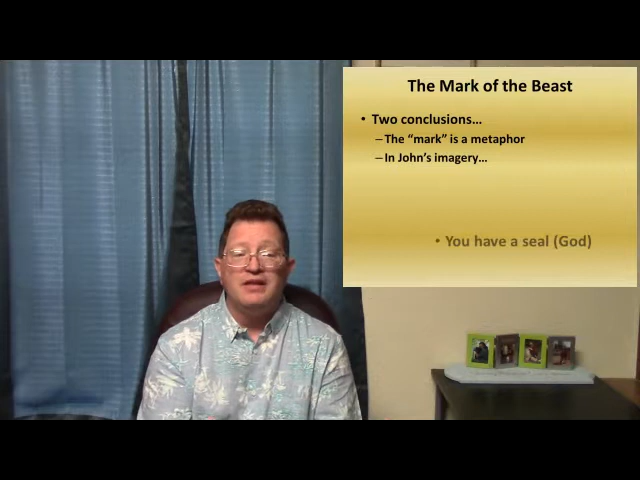 The Mark of the Beast
• Two conclusions…
–The “mark” is a metaphor
–In John’s imagery…
• You have a seal (God)